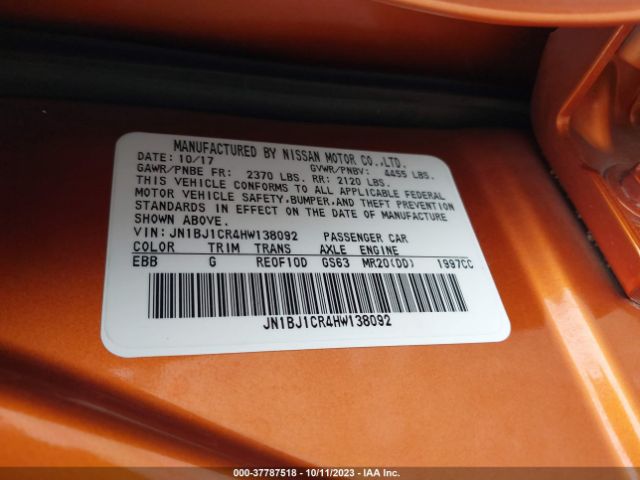 MANUFACTURED BY NISSAN MOTOR CO.,LTD.
DATE: 10/17 GVWR/PNBV: 4455 LBS.
GAWR/PNBE FR: 2370 LBS. RR: 2120 LBS.
THIS VEHICLE CONFORMS TO ALL APPLICABLE FEDERAL
MOTOR VEHICLE SAFETY, BUMPER, AND THEFT PREVENTION
STANDARDS IN EFFECT ON THE DATE OF MANUFACTURE
SHOWN ABOVE.
VIN: JN1BJ1CR4HW138092 PASSENGER CAR
COLOR TRIM TRANS AXLE ENGINE
EBB G RE0F10D GS63 MR20(DD) 1997CC
JN1BJ1CR4HW138092
000-37787518 - 10/11/2023 - IAA Inc.